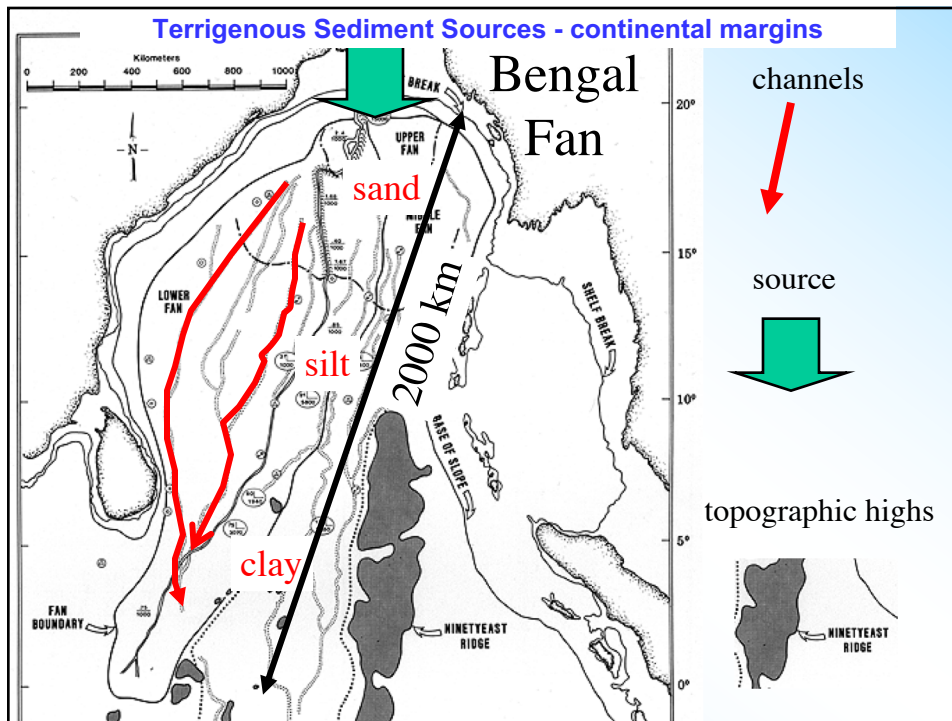 Terrigenous Sediment Sources - continental margins
Kilometers
0 200 400 600 800 1000
Bengal
Fan
BREAK
N
UPPER
FAN
sand
MIDDLE
FAN
LOWER
FAN
silt
2000 km
clay
SHELF BREAK
BASE OF SLOPE
FAN
BOUNDARY
NINETYEAST
RIDGE
20°
15°
10°
5°
0°
channels
source
topographic highs
NINETYEAST
RIDGE